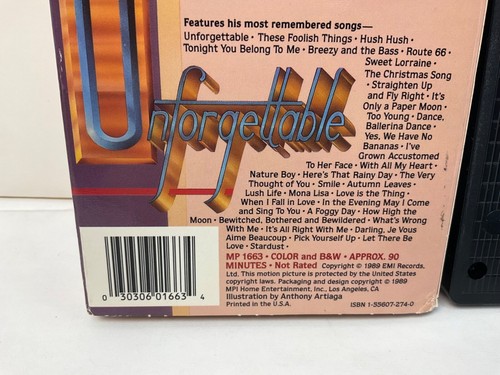 Features his most remembered songs—
Unforgettable • These Foolish Things • Hush Hush •
Tonight You Belong To Me • Breezy and the Bass • Route 66 •
Sweet Lorraine •
The Christmas Song
• Straighten Up
and Fly Right • It's
Only a Paper Moon •
Too Young • Dance,
Ballerina Dance •
Yes, We Have No
Bananas • I've
Grown Accustomed
To Her Face • With All My Heart •
Nature Boy • Here's That Rainy Day • The Very
Thought of You • Smile • Autumn Leaves •
Lush Life • Mona Lisa • Love is the Thing •
When I Fall in Love • In the Evening May I Come
and Sing To You • A Foggy Day • How High the
Moon • Bewitched, Bothered and Bewildered • What's Wrong
With Me • It's All Right With Me • Darling, Je Vous
Aime Beaucoup • Pick Yourself Up • Let There Be
Love • Stardust •
Unforgettable
MP 1663 • COLOR and B&W • APPROX. 90
MINUTES • Not Rated Copyright © 1989 EMI Records,
Ltd. This motion picture is protected by the United States
copyright laws. Packaging and design copyright © 1989
MPI Home Entertainment, Inc., Los Angeles, CA
Illustration by Anthony Artiaga
Printed in the U.S.A.
ISBN 1-55607-274-0
0 30306 01663 4